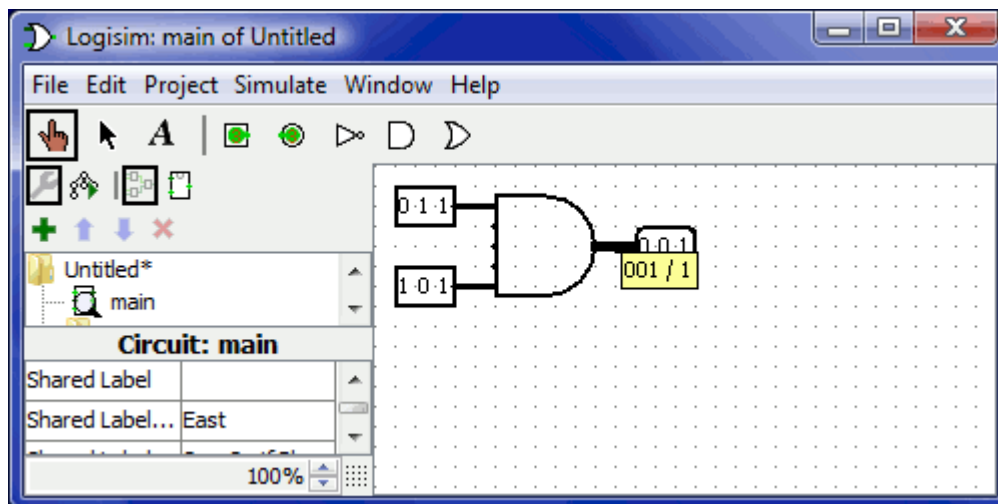 Logisim: main of Untitled
File Edit Project Simulate Window Help
A
0 1 1
0 0 1
001 / 1
1 0 1
Untitled*
main
Circuit: main
Shared Label
Shared Label... East
100%